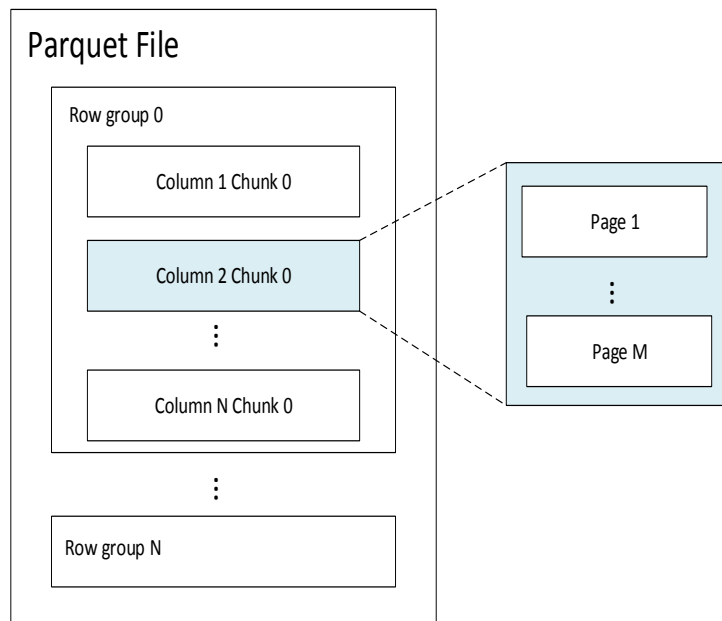 Parquet File
Row group 0
Column 1 Chunk 0
Column 2 Chunk 0
Column N Chunk 0
Row group N
Page 1
Page M